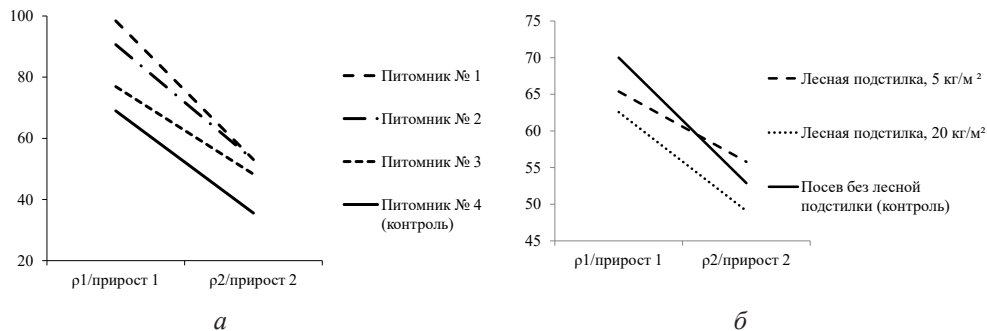 100
80
60
40
20
ρ1/прирост 1
ρ2/прирост 2
Питомник № 1
Питомник № 2
Питомник № 3
Питомник № 4
(контроль)
а
75
70
65
60
55
50
45
ρ1/прирост 1
ρ2/прирост 2
Лесная подстилка, 5 кг/м ²
Лесная подстилка, 20 кг/м²
Посев без лесной
подстилки (контроль)
б